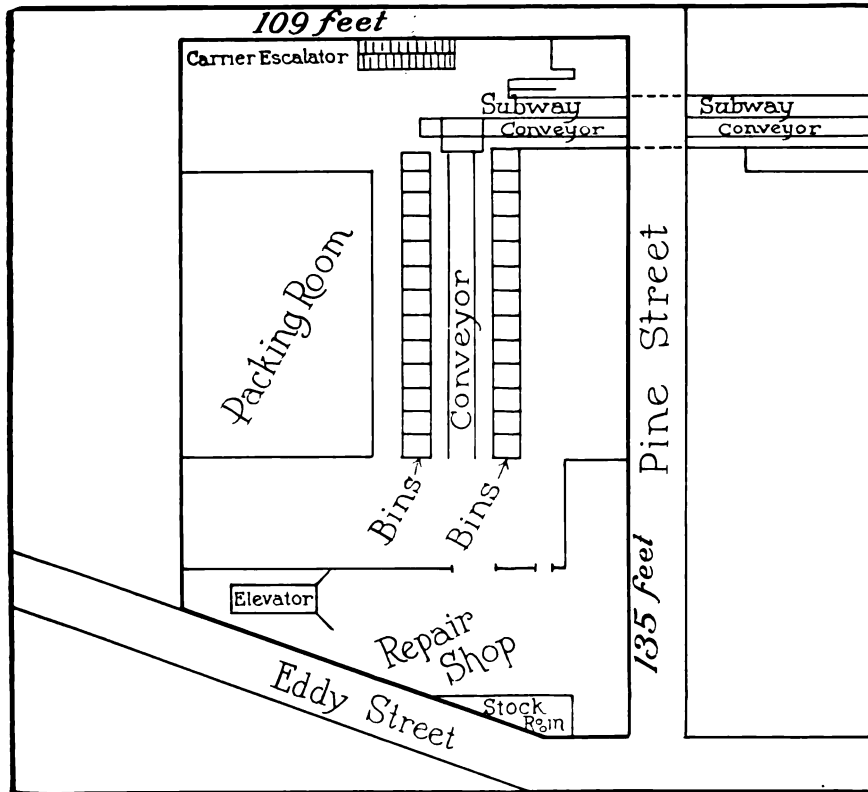 109 feet
Carrier Escalator
Subway
Subway
Conveyor
Conveyor
Packing Room
Conveyor
Pine Street
Bins
Bins
135 feet
Elevator
Repair
Shop
Eddy Street
Stock
Room